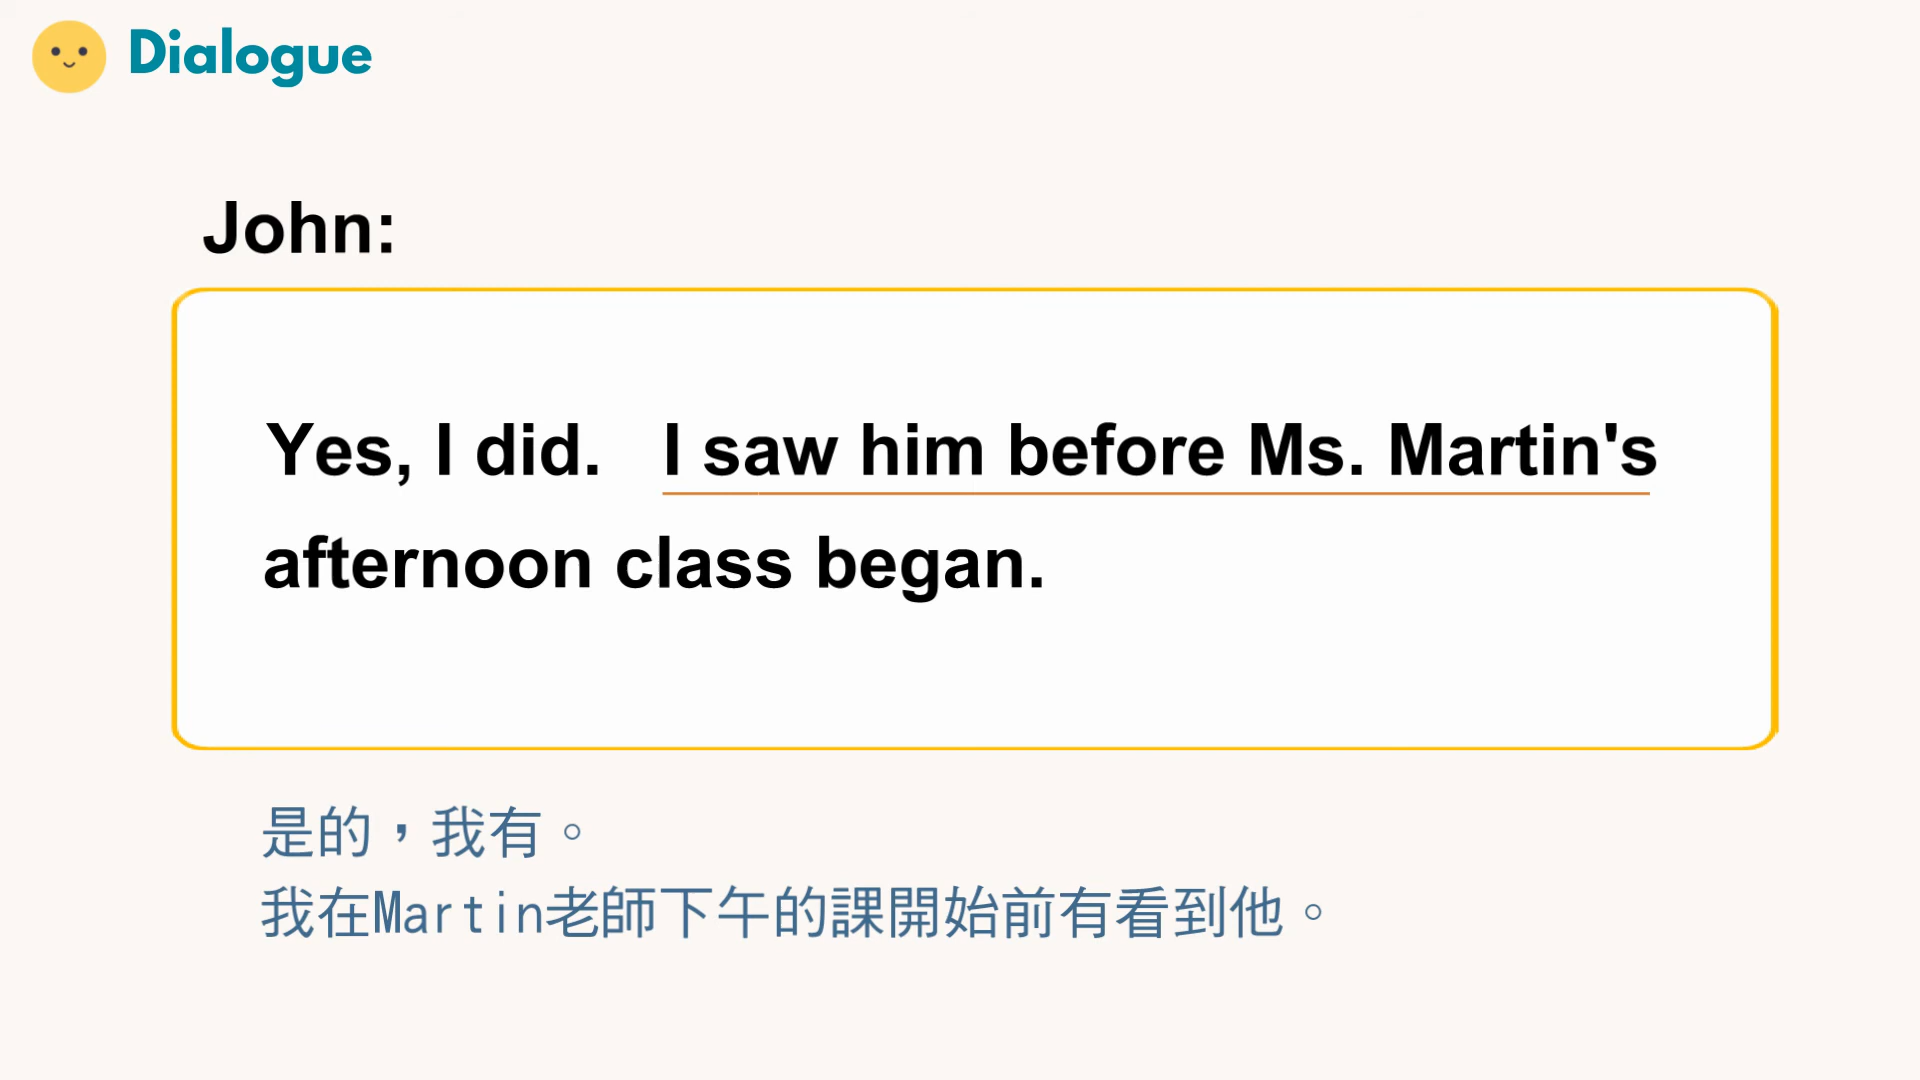 Dialogue
John:
Yes, I did. I saw him before Ms. Martin's
afternoon class began.
是的，我有。
我在Martin老師下午的課開始前有看到他。